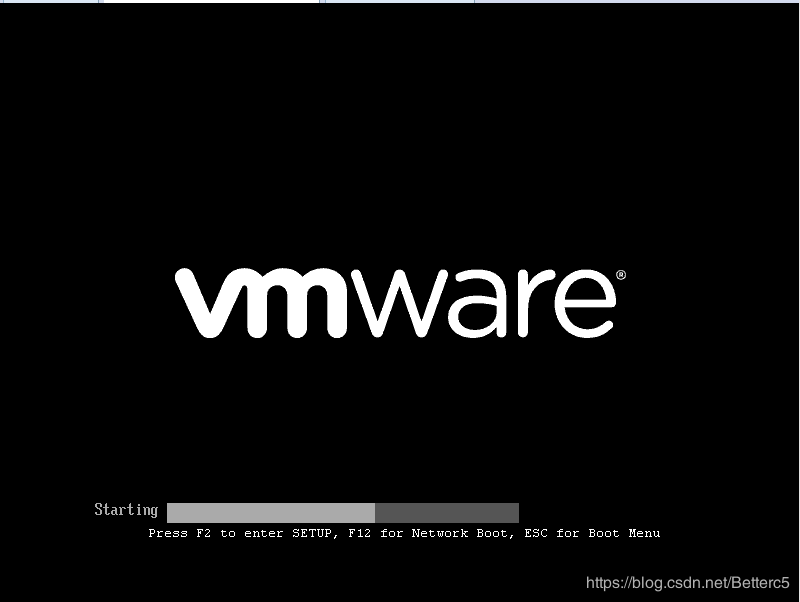 vmware®
Starting
Press F2 to enter SETUP, F12 for Network Boot, ESC for Boot Menu
https://blog.csdn.net/Betterc5